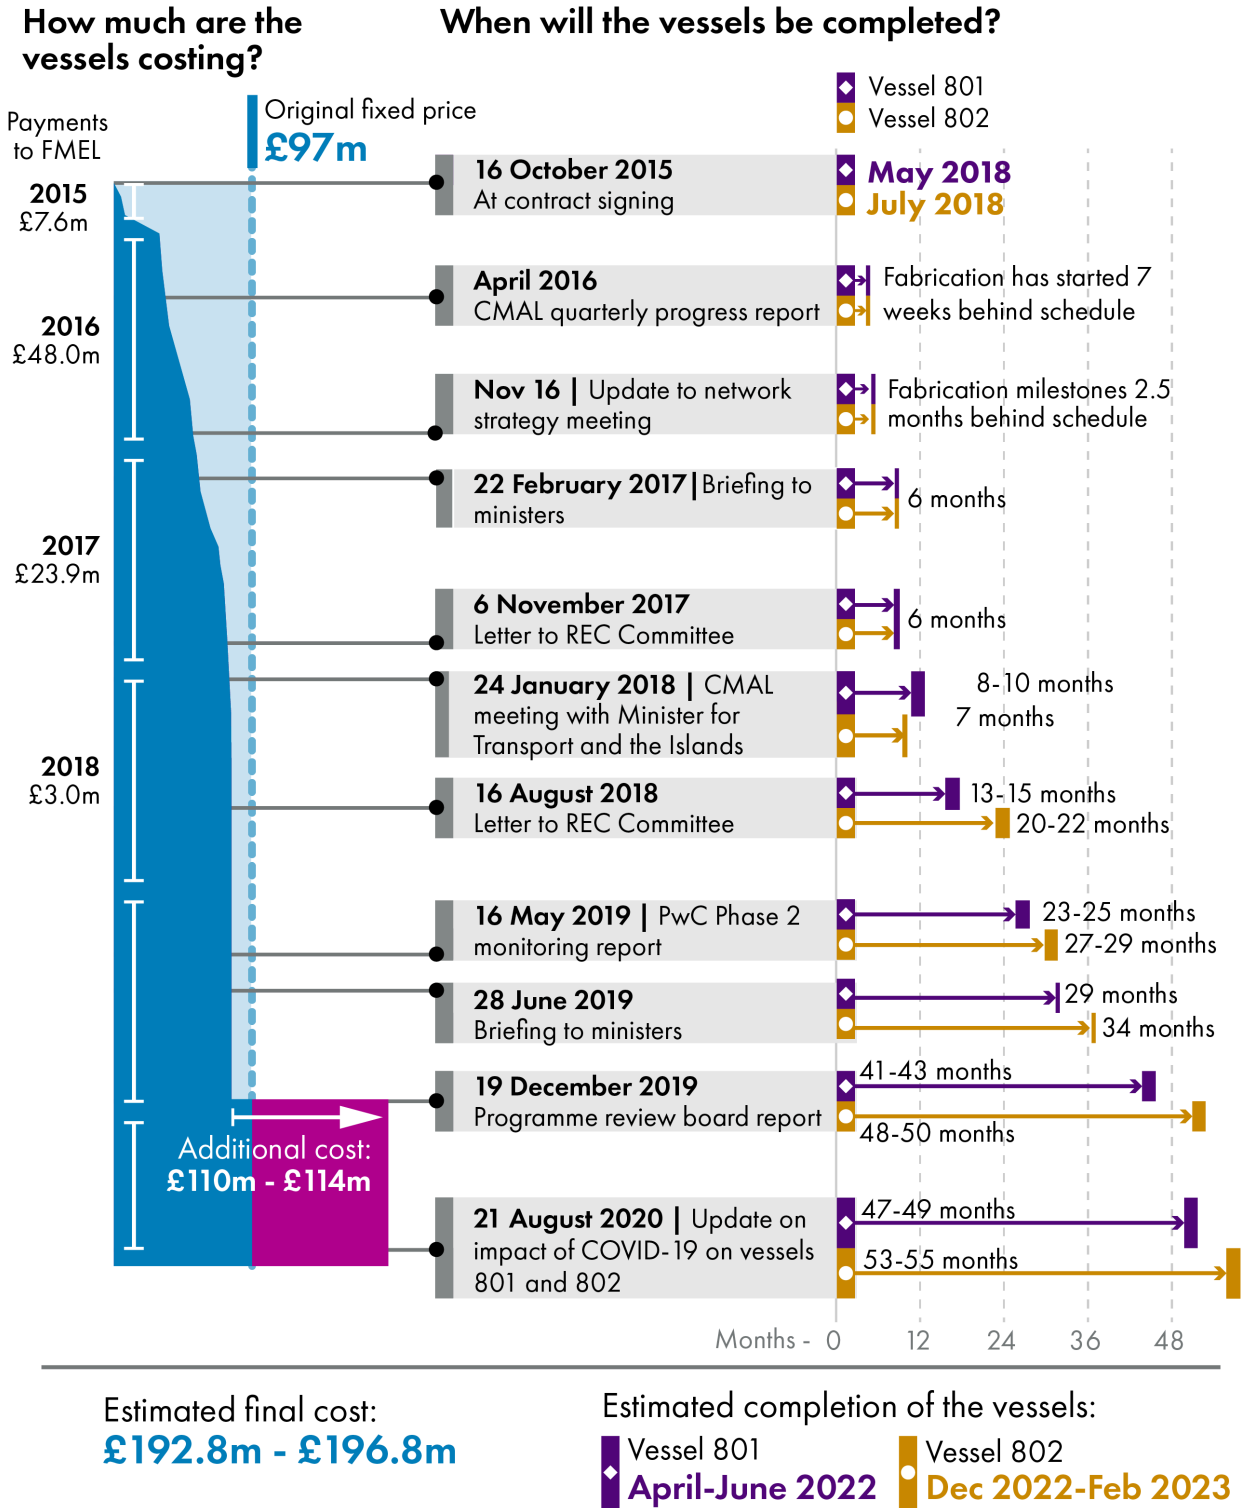 How much are the
vessels costing?
When will the vessels be completed?
Vessel 801
Vessel 802
Payments
to FMEL
Original fixed price
£97m
2015
£7.6m
2016
£48.0m
2017
£23.9m
2018
£3.0m
Additional cost:
£110m - £114m
16 October 2015
At contract signing
May 2018
July 2018
April 2016
CMAL quarterly progress report
Fabrication has started 7
weeks behind schedule
Nov 16 | Update to network
strategy meeting
Fabrication milestones 2.5
months behind schedule
22 February 2017|Briefing to
ministers
6 months
6 November 2017
Letter to REC Committee
6 months
24 January 2018 | CMAL
meeting with Minister for
Transport and the Islands
8-10 months
7 months
16 August 2018
Letter to REC Committee
13-15 months
20-22 months
16 May 2019 | PwC Phase 2
monitoring report
23-25 months
27-29 months
28 June 2019
Briefing to ministers
29 months
34 months
19 December 2019
Programme review board report
41-43 months
48-50 months
21 August 2020 | Update on
impact of COVID-19 on vessels
801 and 802
47-49 months
53-55 months
Months - 0 12 24 36 48
Estimated final cost:
£192.8m - £196.8m
Estimated completion of the vessels:
Vessel 801
April-June 2022
Vessel 802
Dec 2022-Feb 2023